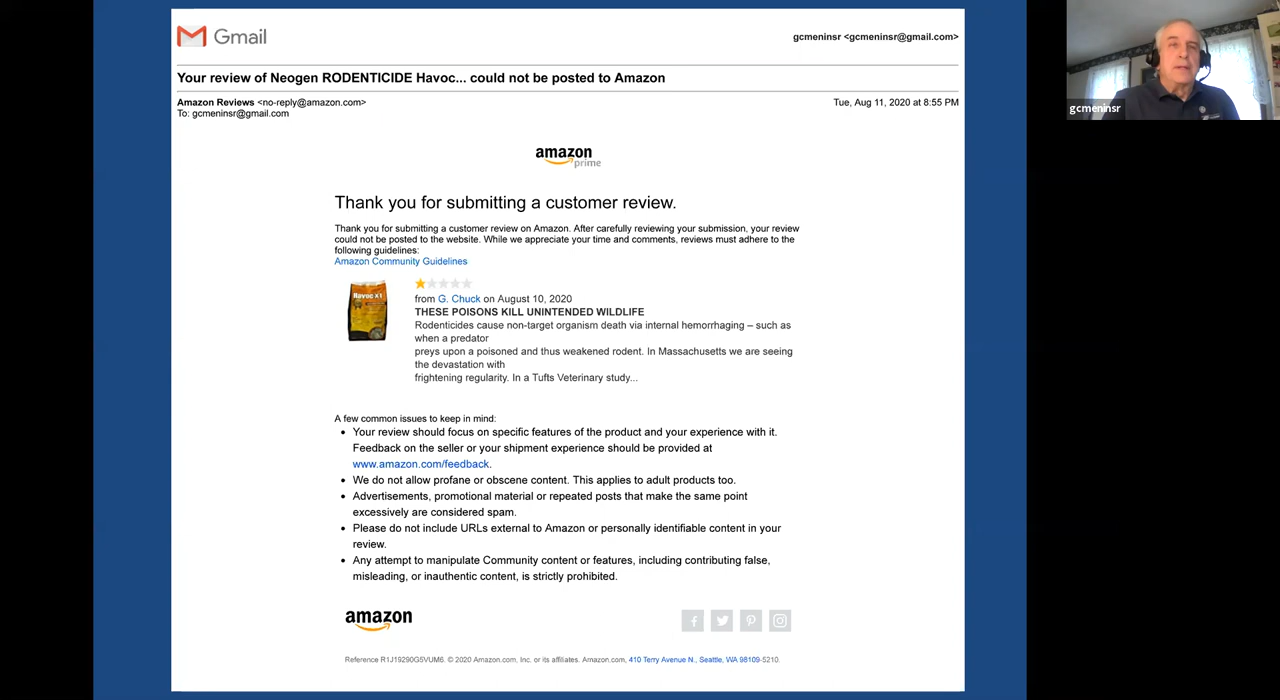 Gmail
gcmeninsr <gcmeninsr@gmail.com>
Your review of Neogen RODENTICIDE Havoc... could not be posted to Amazon
Amazon Reviews <no-reply@amazon.com>
Tue, Aug 11, 2020 at 8:55 PM
To: gcmeninsr@gmail.com
gcmeninsr
amazon
prime
Thank you for submitting a customer review.
Thank you for submitting a customer review on Amazon. After carefully reviewing your submission, your review
could not be posted to the website. While we appreciate your time and comments, reviews must adhere to the
following guidelines:
Amazon Community Guidelines
Havoc XT
from G. Chuck on August 10, 2020
THESE POISONS KILL UNINTENDED WILDLIFE
Rodenticides cause non-target organism death via internal hemorrhaging – such as
when a predator
preys upon a poisoned and thus weakened rodent. In Massachusetts we are seeing
the devastation with
frightening regularity. In a Tufts Veterinary study...
A few common issues to keep in mind:
• Your review should focus on specific features of the product and your experience with it.
Feedback on the seller or your shipment experience should be provided at
www.amazon.com/feedback.
• We do not allow profane or obscene content. This applies to adult products too.
• Advertisements, promotional material or repeated posts that make the same point
excessively are considered spam.
• Please do not include URLs external to Amazon or personally identifiable content in your
review.
• Any attempt to manipulate Community content or features, including contributing false,
misleading, or inauthentic content, is strictly prohibited.
amazon
Reference R1J19290G5VUM6. © 2020 Amazon.com, Inc. or its affiliates. Amazon.com, 410 Terry Avenue N., Seattle, WA 98109-5210.